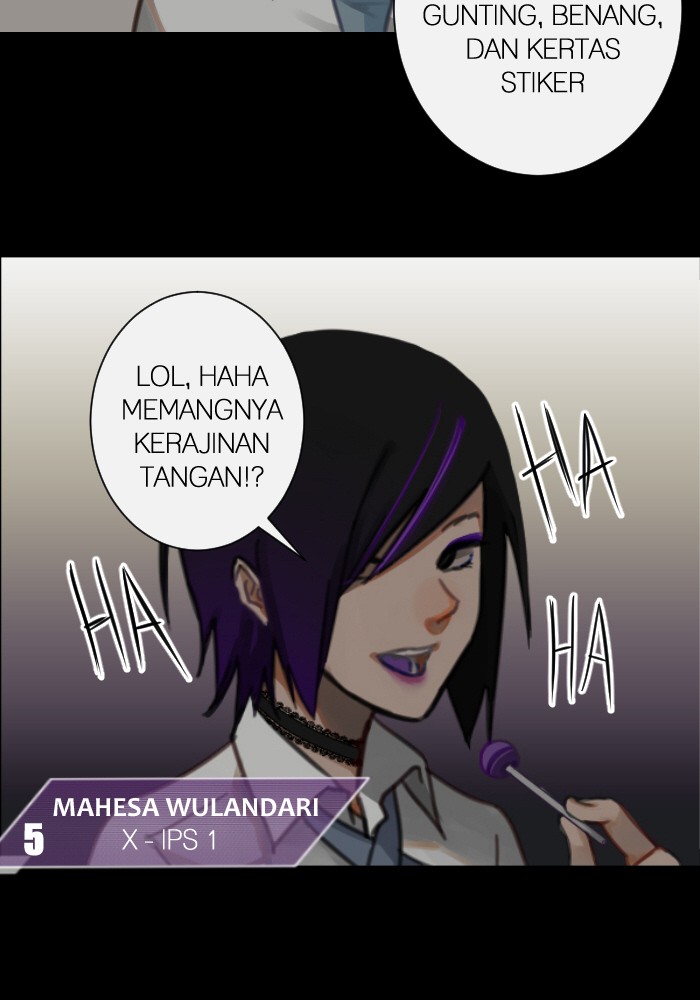 GUNTING, BENANG,
DAN KERTAS
STIKER
LOL, HAHA
MEMANGNYA
KERAJINAN
TANGAN!?
HA
HA
HA
MAHESA WULANDARI
5 X - IPS 1